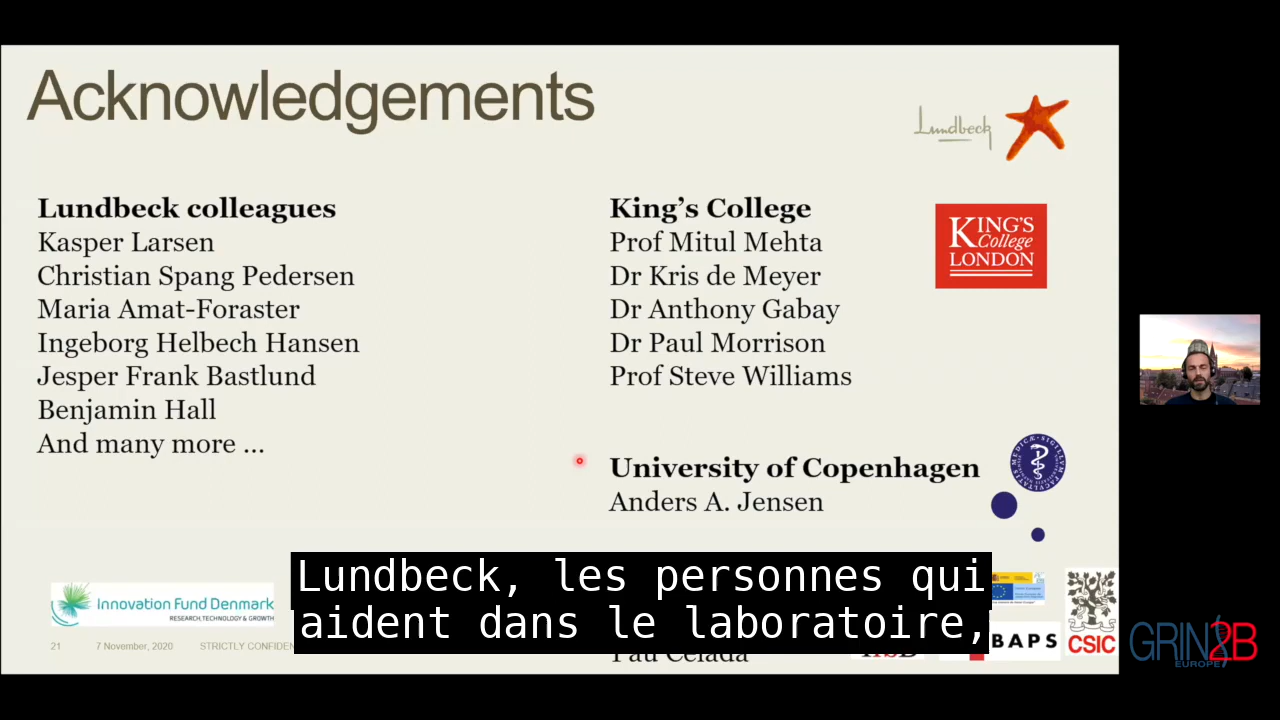 Acknowledgements
Lundbeck
Lundbeck colleagues
Kasper Larsen
Christian Spang Pedersen
Maria Amat-Foraster
Ingeborg Helbech Hansen
Jesper Frank Bastlund
Benjamin Hall
And many more ...
King's College
Prof Mitul Mehta
Dr Kris de Meyer
Dr Anthony Gabay
Dr Paul Morrison
Prof Steve Williams
KING'S
College
LONDON
University of Copenhagen
Anders A. Jensen
Lundbeck, les personnes qui
aident dans le laboratoire,
Innovation Fund Denmark
RESEARCH, TECHNOLOGY & GROWTH
21 7 November, 2020 STRICTLY CONFIDEN
Pau Celada
BAPS
CSIC
GRIN2B
EUROPE